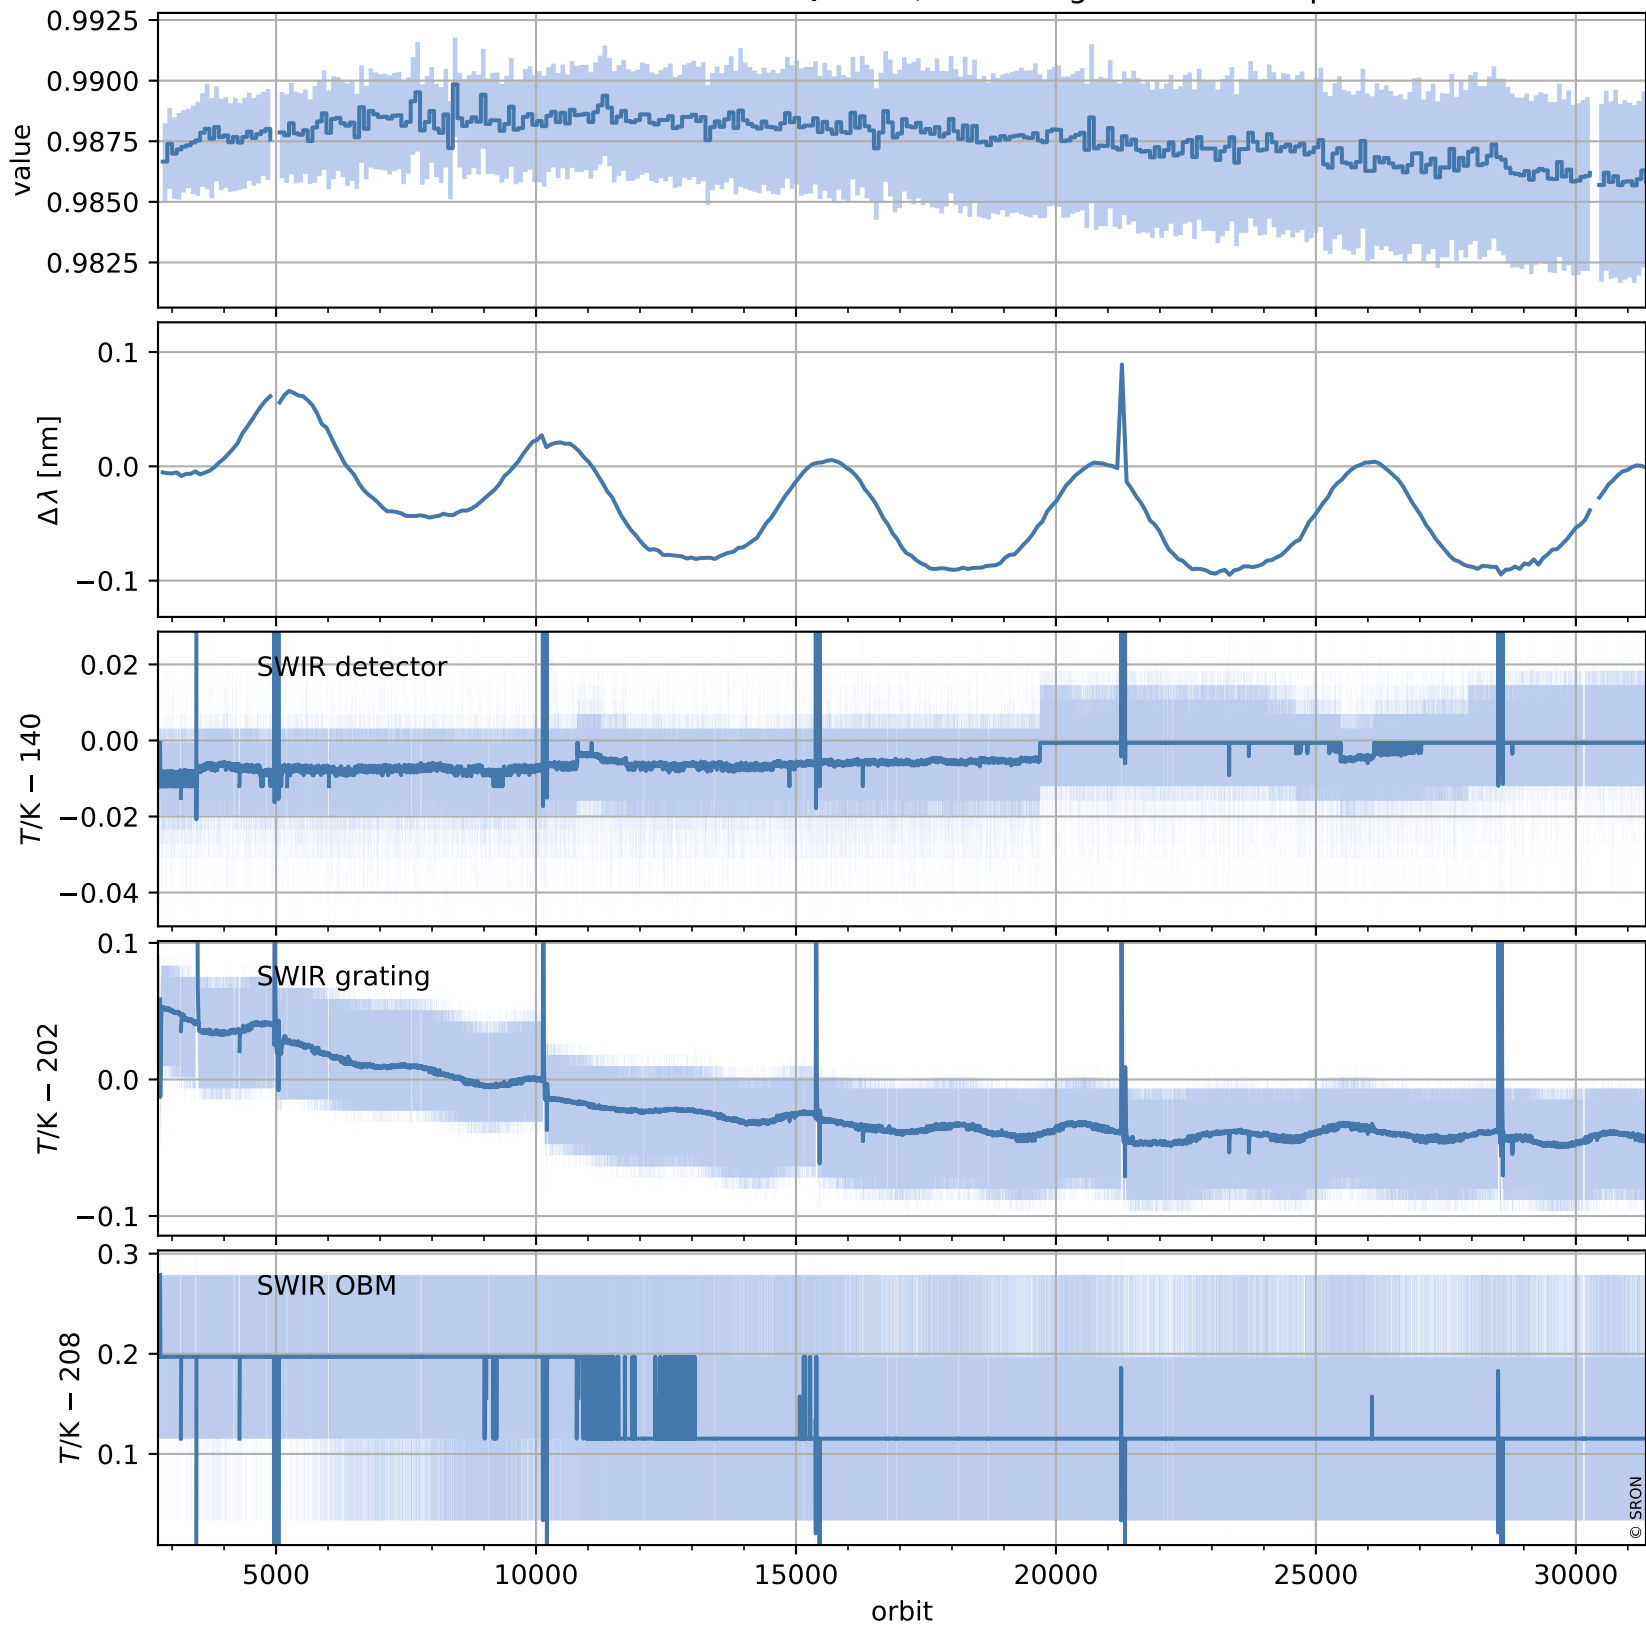 0.9925
0.9900
0.9875
0.9850
0.9825
value
0.1
0.0
−0.1
Δλ [nm]
SWIR detector
0.02
0.00
−0.02
−0.04
T/K − 140
SWIR grating
0.1
0.0
−0.1
T/K − 202
SWIR OBM
0.3
0.2
0.1
T/K − 208
© SRON
5000 10000 15000 20000 25000 30000
orbit